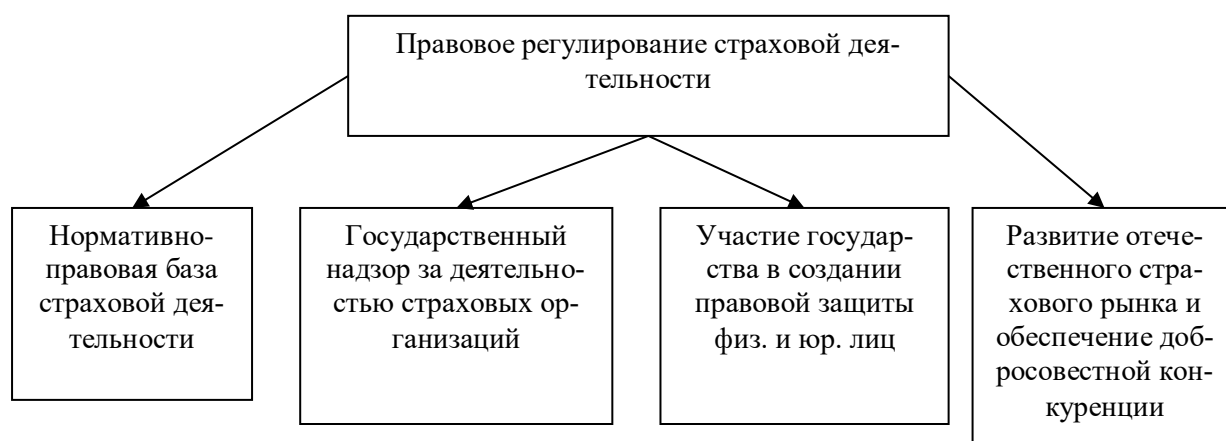 Правовое регулирование страховой дея-
тельности
Нормативно-
правовая база
страховой дея-
тельности
Государственный
надзор за деятельно-
стью страховых ор-
ганизаций
Участие государ-
ства в создании
правовой защиты
физ. и юр. лиц
Развитие отече-
ственного стра-
хового рынка и
обеспечение доб-
росовестной кон-
куренции